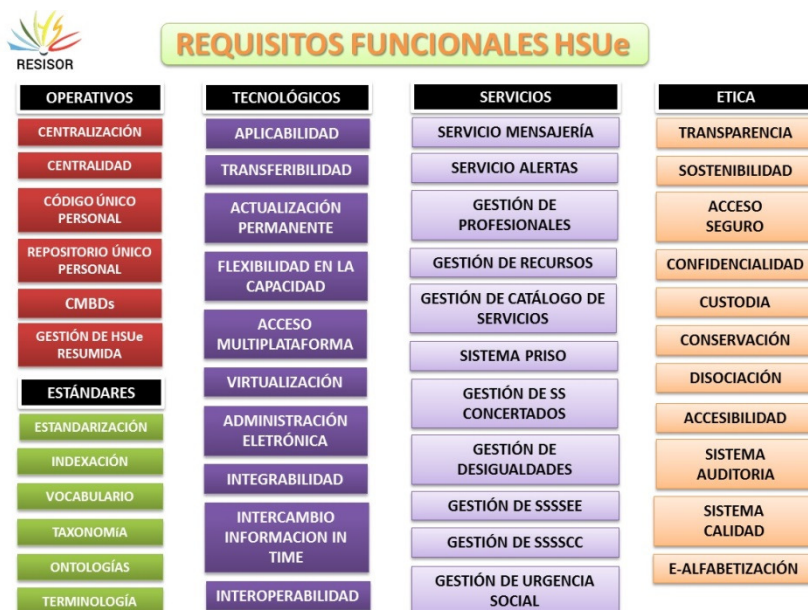 RESISOR
REQUISITOS FUNCIONALES HSUe
OPERATIVOS
CENTRALIZACIÓN
CENTRALIDAD
CÓDIGO ÚNICO
PERSONAL
REPOSITORIO ÚNICO
PERSONAL
CMBDs
GESTIÓN DE HSUe
RESUMIDA
ESTÁNDARES
ESTANDARIZACIÓN
INDEXACIÓN
VOCABULARIO
TAXONOMíA
ONTOLOGÍAS
TERMINOLOGÍA
TECNOLÓGICOS
APLICABILIDAD
TRANSFERIBILIDAD
ACTUALIZACIÓN
PERMANENTE
FLEXIBILIDAD EN LA
CAPACIDAD
ACCESO
MULTIPLATAFORMA
VIRTUALIZACIÓN
ADMINISTRACIÓN
ELETRÓNICA
INTEGRABILIDAD
INTERCAMBIO
INFORMACION IN
TIME
INTEROPERABILIDAD
SERVICIOS
SERVICIO MENSAJERÍA
SERVICIO ALERTAS
GESTIÓN DE
PROFESIONALES
GESTIÓN DE RECURSOS
GESTIÓN DE CATÁLOGO DE
SERVICIOS
SISTEMA PRISO
GESTIÓN DE SS
CONCERTADOS
GESTIÓN DE
DESIGUALDADES
GESTIÓN DE SSSSEE
GESTIÓN DE SSSSCC
GESTIÓN DE URGENCIA
SOCIAL
ETICA
TRANSPARENCIA
SOSTENIBILIDAD
ACCESO
SEGURO
CONFIDENCIALIDAD
CUSTODIA
CONSERVACIÓN
DISOCIACIÓN
ACCESIBILIDAD
SISTEMA
AUDITORIA
SISTEMA
CALIDAD
E-ALFABETIZACIÓN